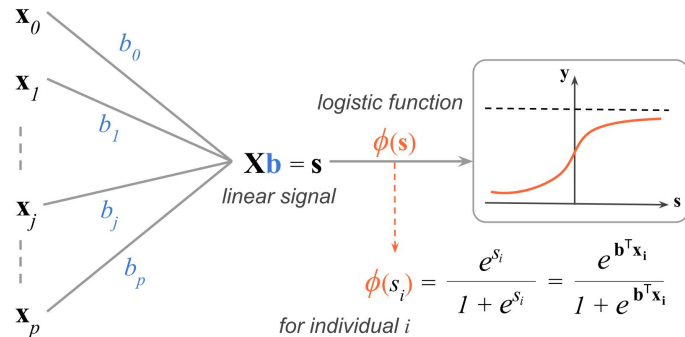 x₀
b₀
x₁
b₁
xⱼ
bⱼ
xₚ
bₚ
Xb = s
linear signal
logistic function
ϕ(s)
y
s
ϕ(sᵢ) = e^{sᵢ} / (1 + e^{sᵢ}) = e^{bᵀxᵢ} / (1 + e^{bᵀxᵢ})
for individual i